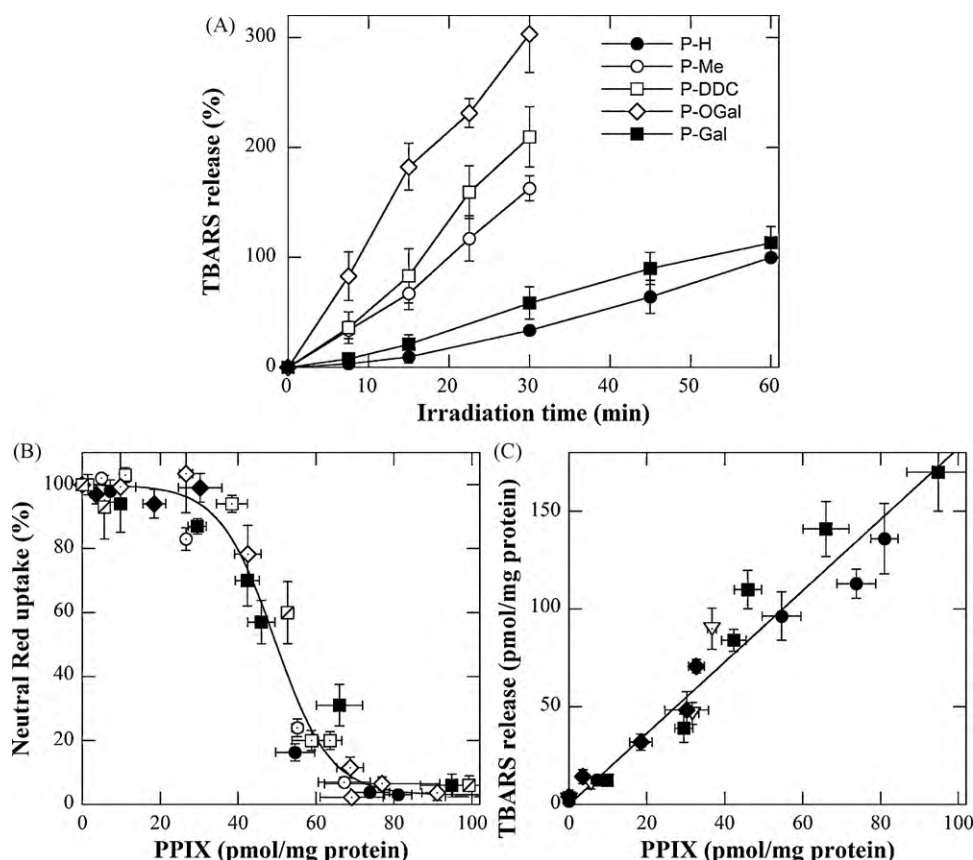 (A)
TBARS release (%)
300
200
100
0
0 10 20 30 40 50 60
Irradiation time (min)
P-H
P-Me
P-DDC
P-OGal
P-Gal
(B)
Neutral Red uptake (%)
100
80
60
40
20
0
0 20 40 60 80 100
PPIX (pmol/mg protein)
(C)
TBARS release (pmol/mg protein)
150
100
50
0
0 20 40 60 80 100
PPIX (pmol/mg protein)